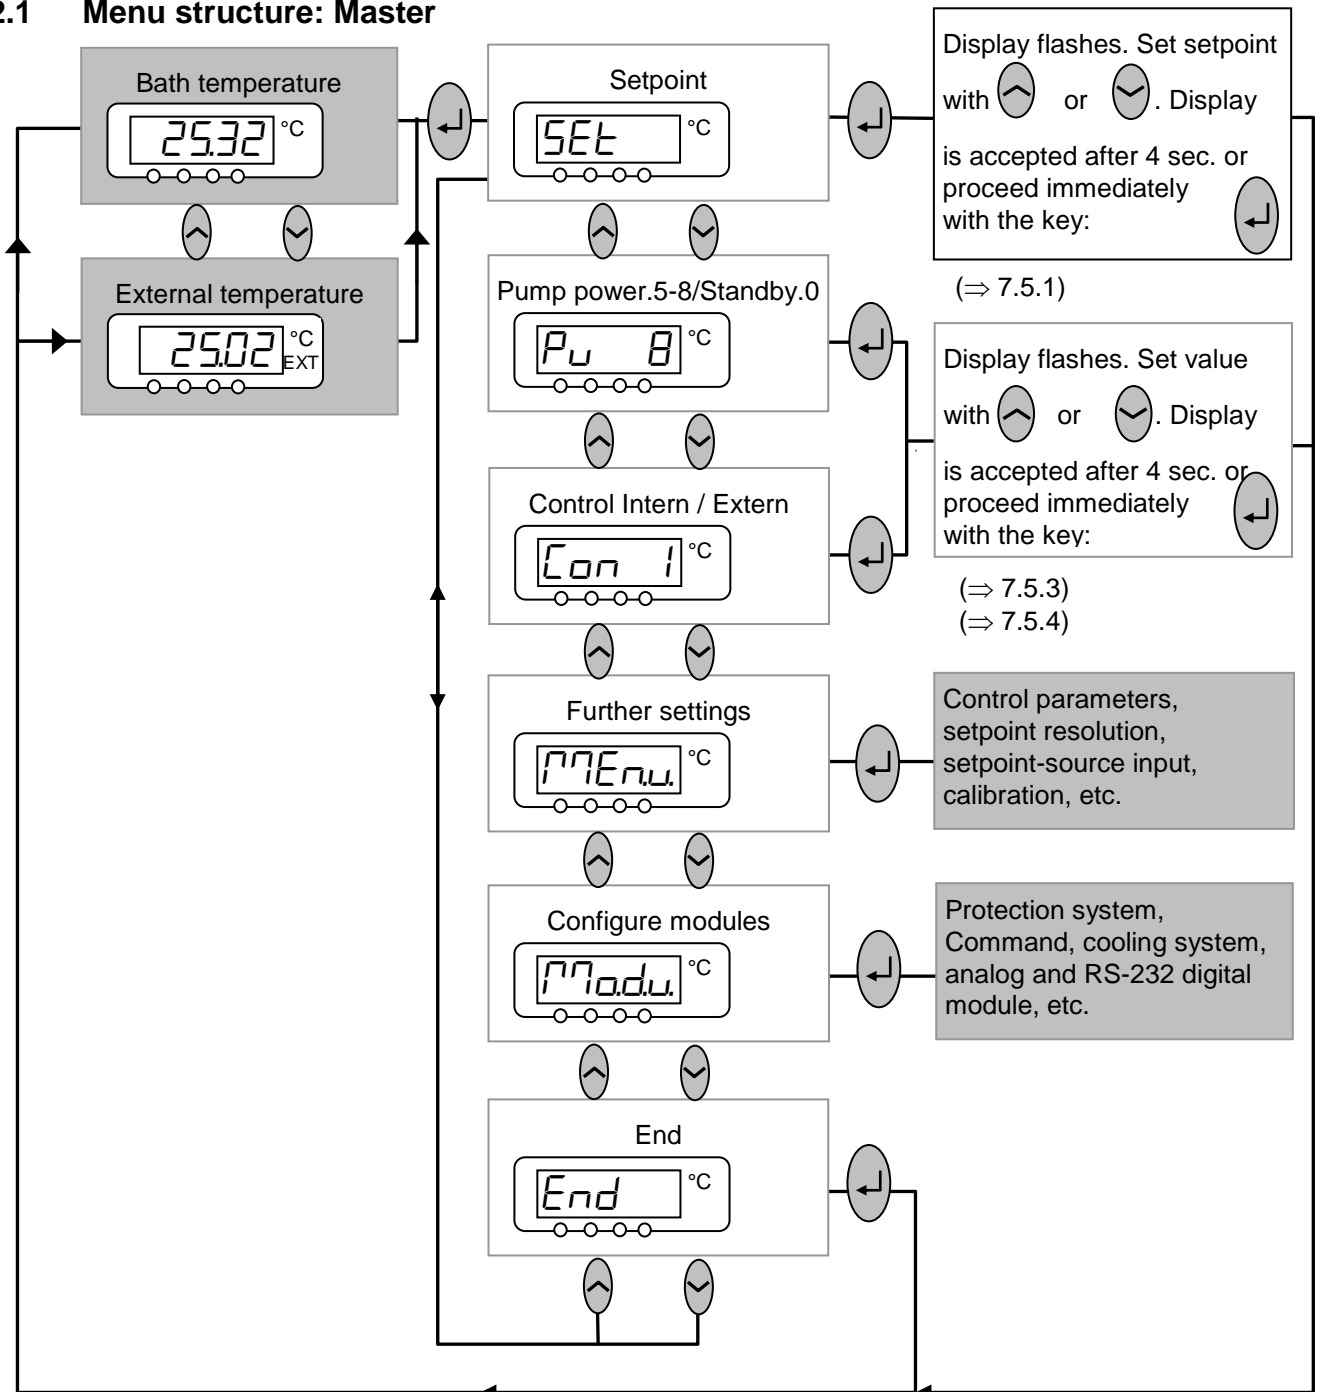 2.1 Menu structure: Master
Bath temperature
25.32 °C
External temperature
25.02 °C
EXT
Setpoint
SEt °C
Pump power.5-8/Standby.0
Pu 8 °C
Control Intern / Extern
Con 1 °C
Further settings
MEn.u. °C
Configure modules
Mo.d.u. °C
End
End °C
Display flashes. Set setpoint
with or . Display
is accepted after 4 sec. or
proceed immediately
with the key:
(⇒ 7.5.1)
Display flashes. Set value
with or . Display
is accepted after 4 sec. or
proceed immediately
with the key:
(⇒ 7.5.3)
(⇒ 7.5.4)
Control parameters,
setpoint resolution,
setpoint-source input,
calibration, etc.
Protection system,
Command, cooling system,
analog and RS-232 digital
module, etc.